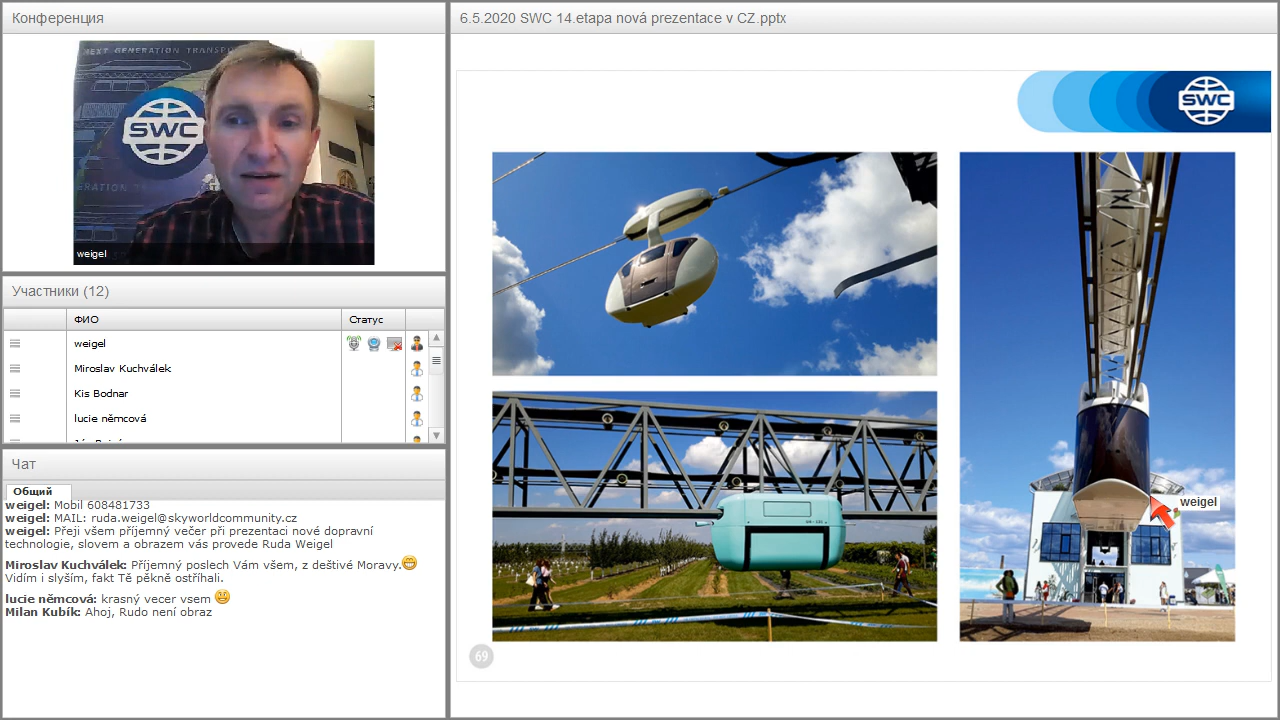 Конференция
NEXT GENERATION TRANSPO
SWC
weigel
Участники (12)
ФИО
Статус
weigel
Miroslav Kuchválek
Kis Bodnar
lucie němcová
Чат
Общий
weigel: Mobil 608481733
weigel: MAIL: ruda.weigel@skyworldcommunity.cz
weigel: Přeji všem příjemný večer při prezentaci nové dopravní
technologie, slovem a obrazem vás provede Ruda Weigel
Miroslav Kuchválek: Príjemný poslech Vám všem, z deštivé Moravy.
Vidím i slyším, fakt Tě pěkně ostříhali.
lucie němcová: krasný vecer vsem
Milan Kubík: Ahoj, Rudo není obraz
6.5.2020 SWC 14.etapa nová prezentace v CZ.pptx
SWC
weigel
69